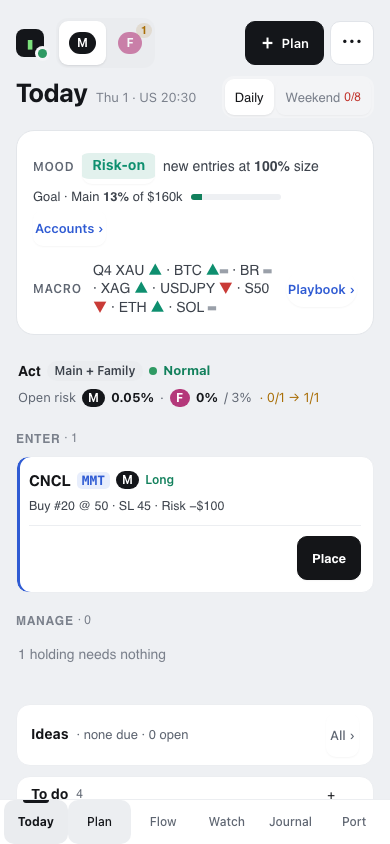 M F 1 + Plan ...
Today Thu 1 · US 20:30 Daily Weekend 0/8
MOOD Risk-on new entries at 100% size
Goal · Main 13% of $160k
Accounts ›
Q4 XAU ▲ · BTC ▲▬ · BR ▬
MACRO · XAG ▲ · USDJPY ▼ · S50 Playbook ›
▼ · ETH ▲ · SOL ▬
Act Main + Family ● Normal
Open risk M 0.05% · F 0% / 3% · 0/1 → 1/1
ENTER · 1
CNCL MMT M Long
Buy #20 @ 50 · SL 45 · Risk −$100
Place
MANAGE · 0
1 holding needs nothing
Ideas · none due · 0 open All ›
To do 4 +
Today Plan Flow Watch Journal Port